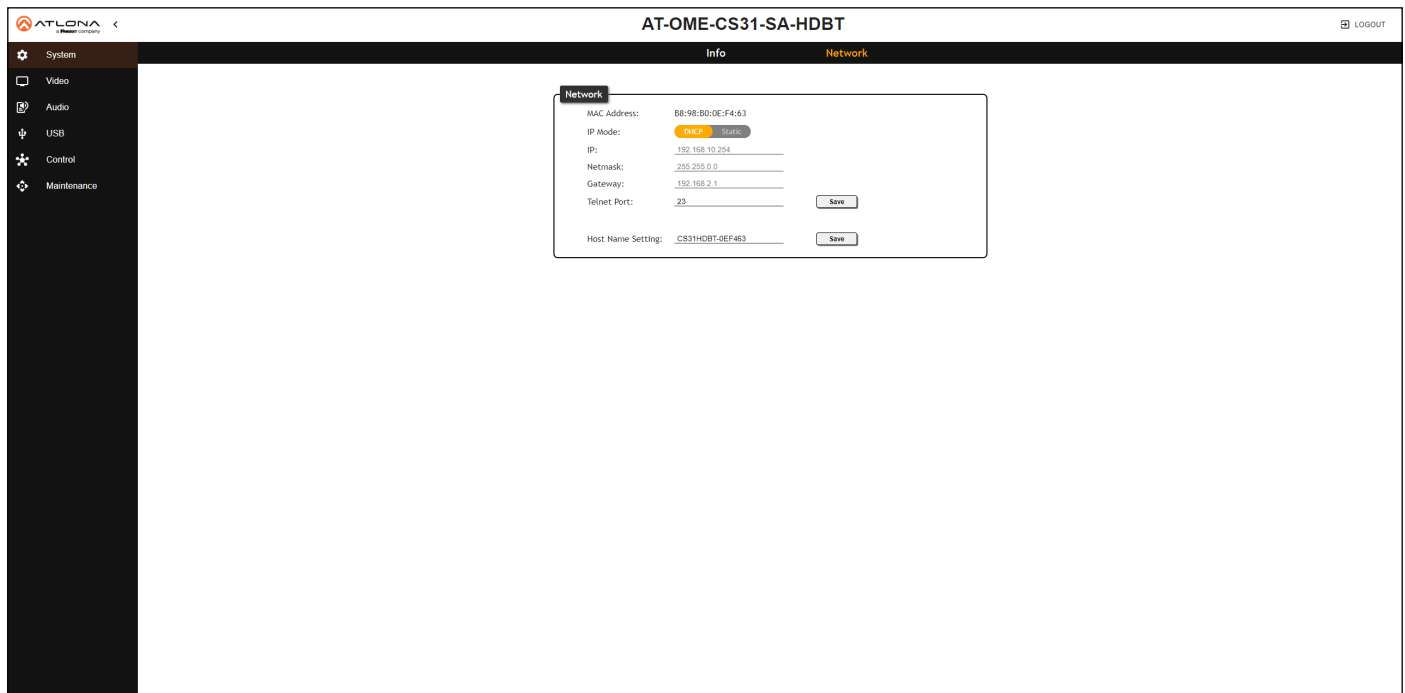 ATLONA
a Panduit company
<
AT-OME-CS31-SA-HDBT
LOGOUT
System
Video
Audio
USB
Control
Maintenance
Info
Network
Network
MAC Address: B8:98:B0:0E:F4:63
IP Mode: DHCP Static
IP: 192.168.10.254
Netmask: 255.255.0.0
Gateway: 192.168.2.1
Telnet Port: 23 Save
Host Name Setting: CS31HDBT-0EF463 Save